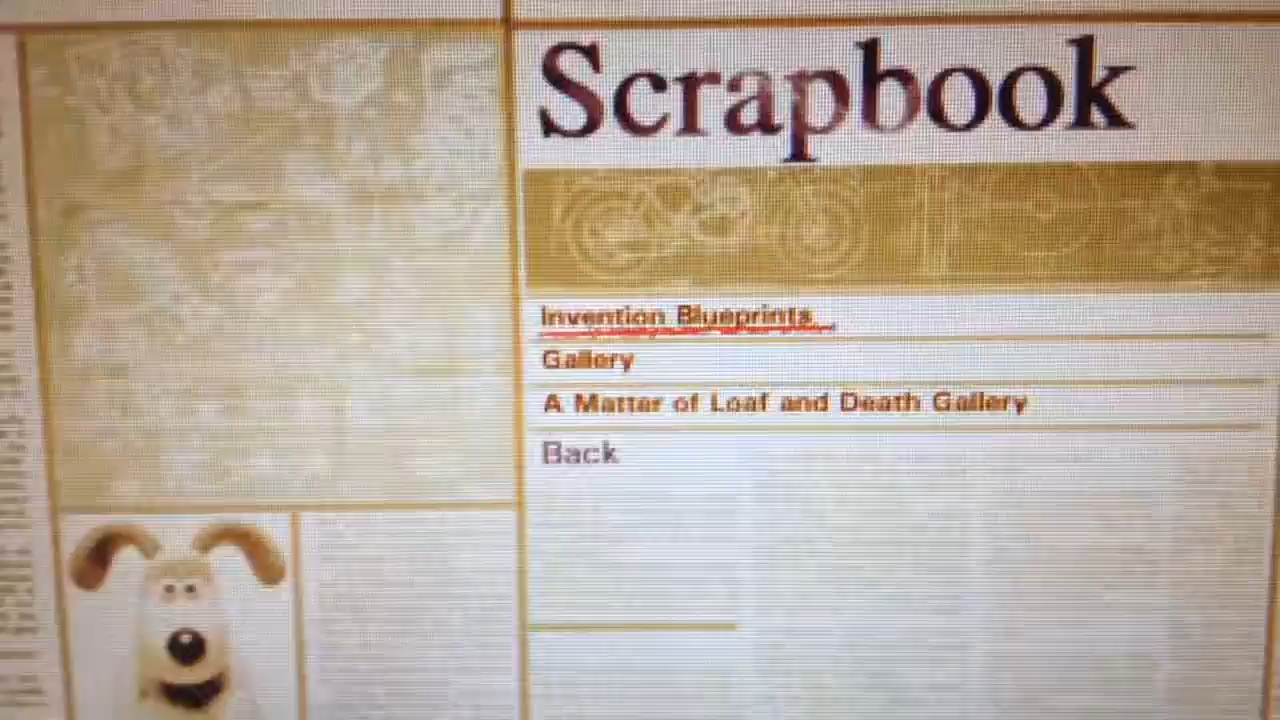 Scrapbook
Invention Blueprints
Gallery
A Matter of Loaf and Death Gallery
Back